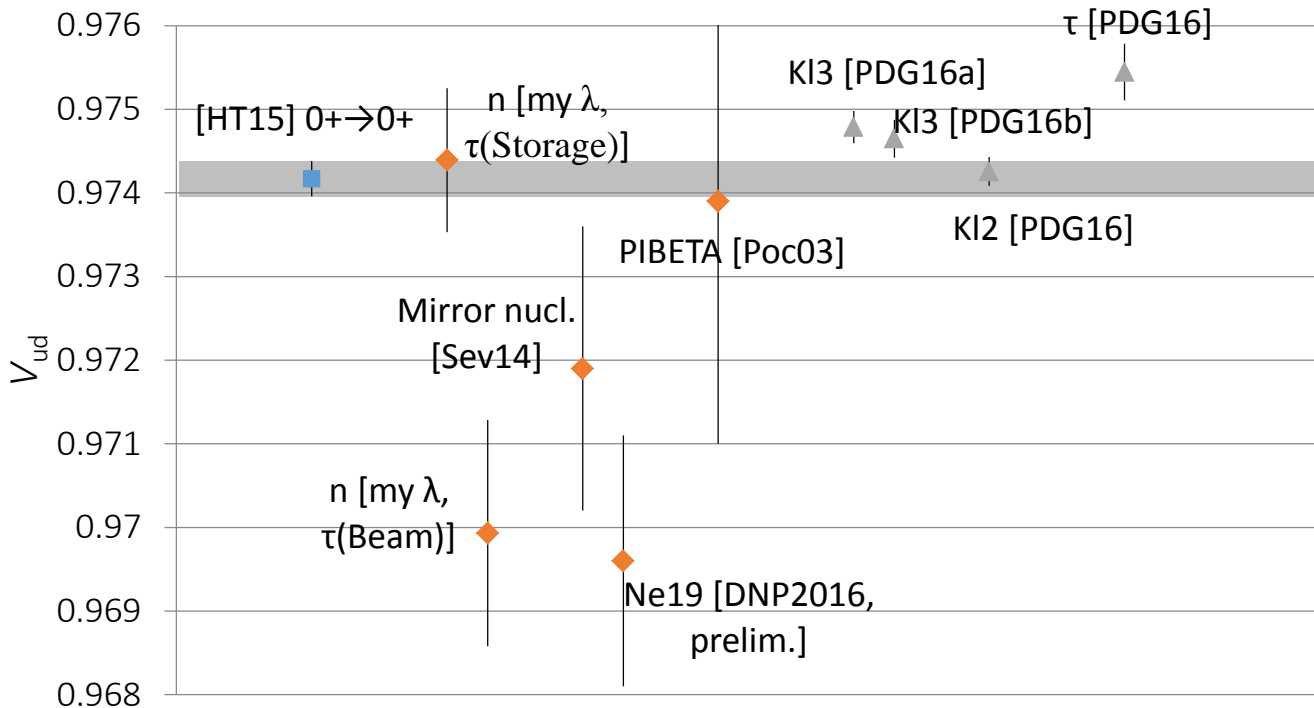 0.976
0.975
0.974
0.973
0.972
0.971
0.97
0.969
0.968
V_ud
[HT15] 0+→0+
n [my λ,
τ(Storage)]
τ [PDG16]
Kl3 [PDG16a]
Kl3 [PDG16b]
Kl2 [PDG16]
PIBETA [Poc03]
Mirror nucl.
[Sev14]
n [my λ,
τ(Beam)]
Ne19 [DNP2016,
prelim.]